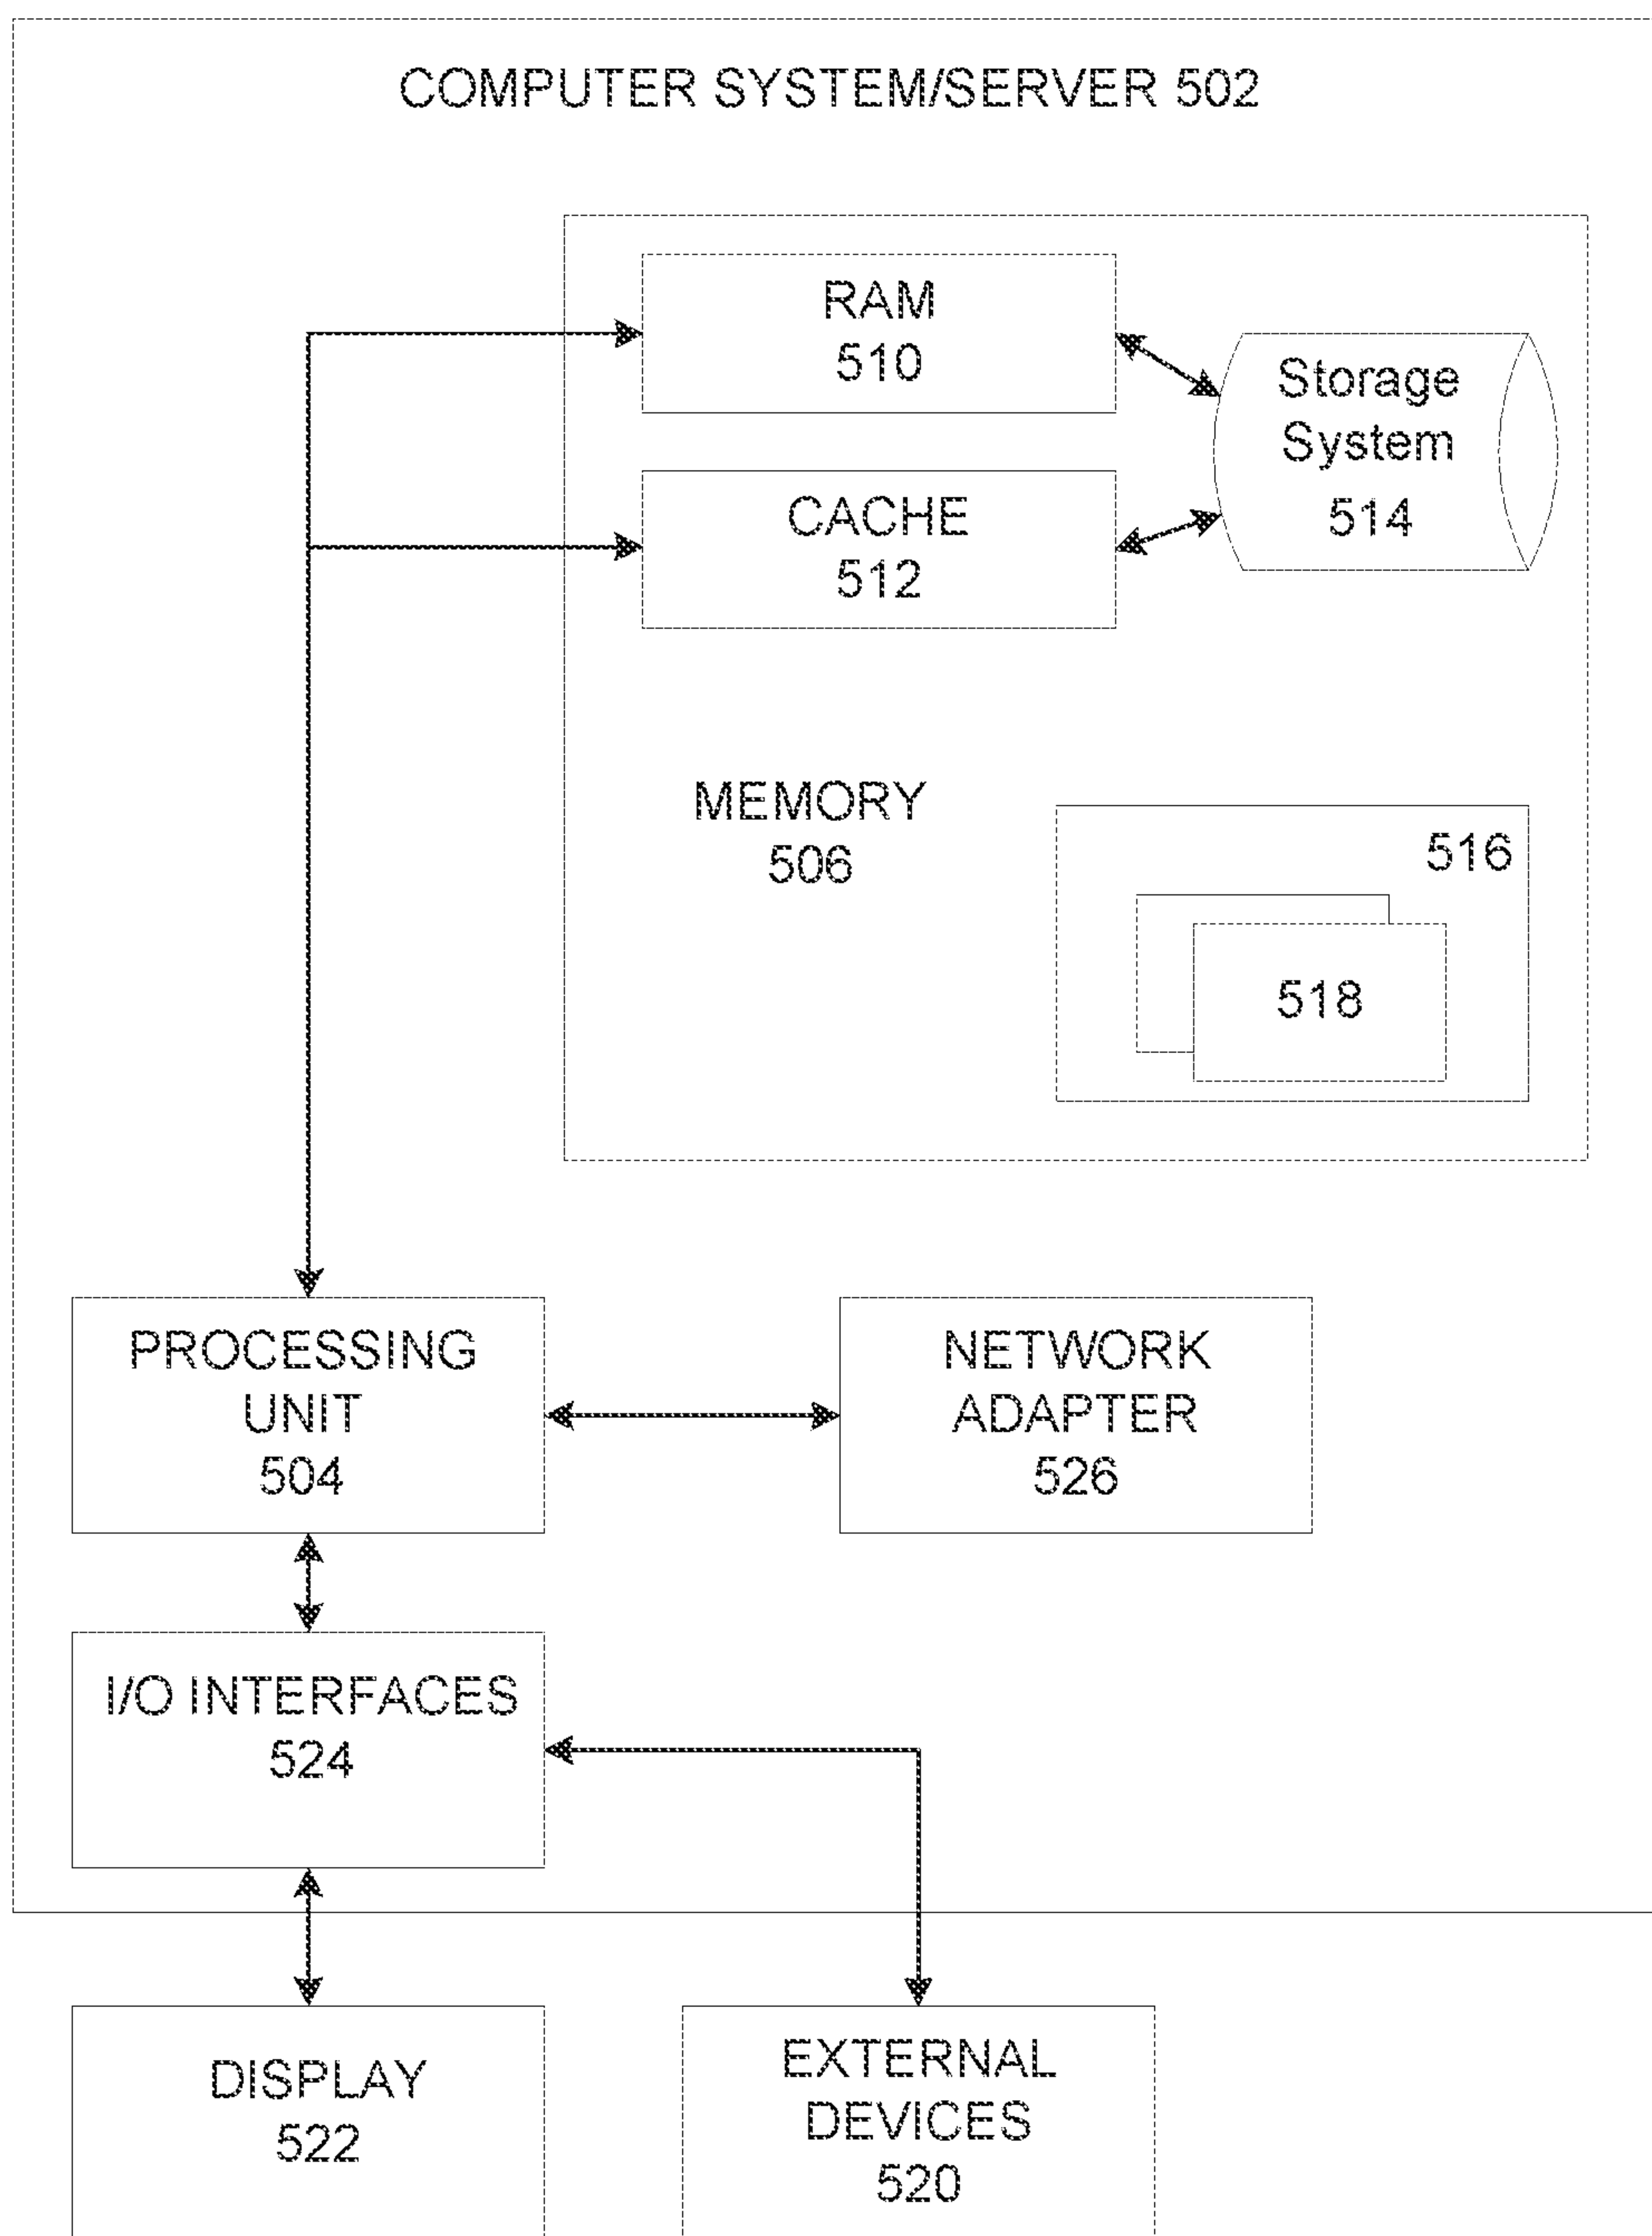 COMPUTER SYSTEM/SERVER 502
RAM
510
Storage
System
514
CACHE
512
MEMORY
506
516
518
PROCESSING
UNIT
504
NETWORK
ADAPTER
526
I/O INTERFACES
524
DISPLAY
522
EXTERNAL
DEVICES
520